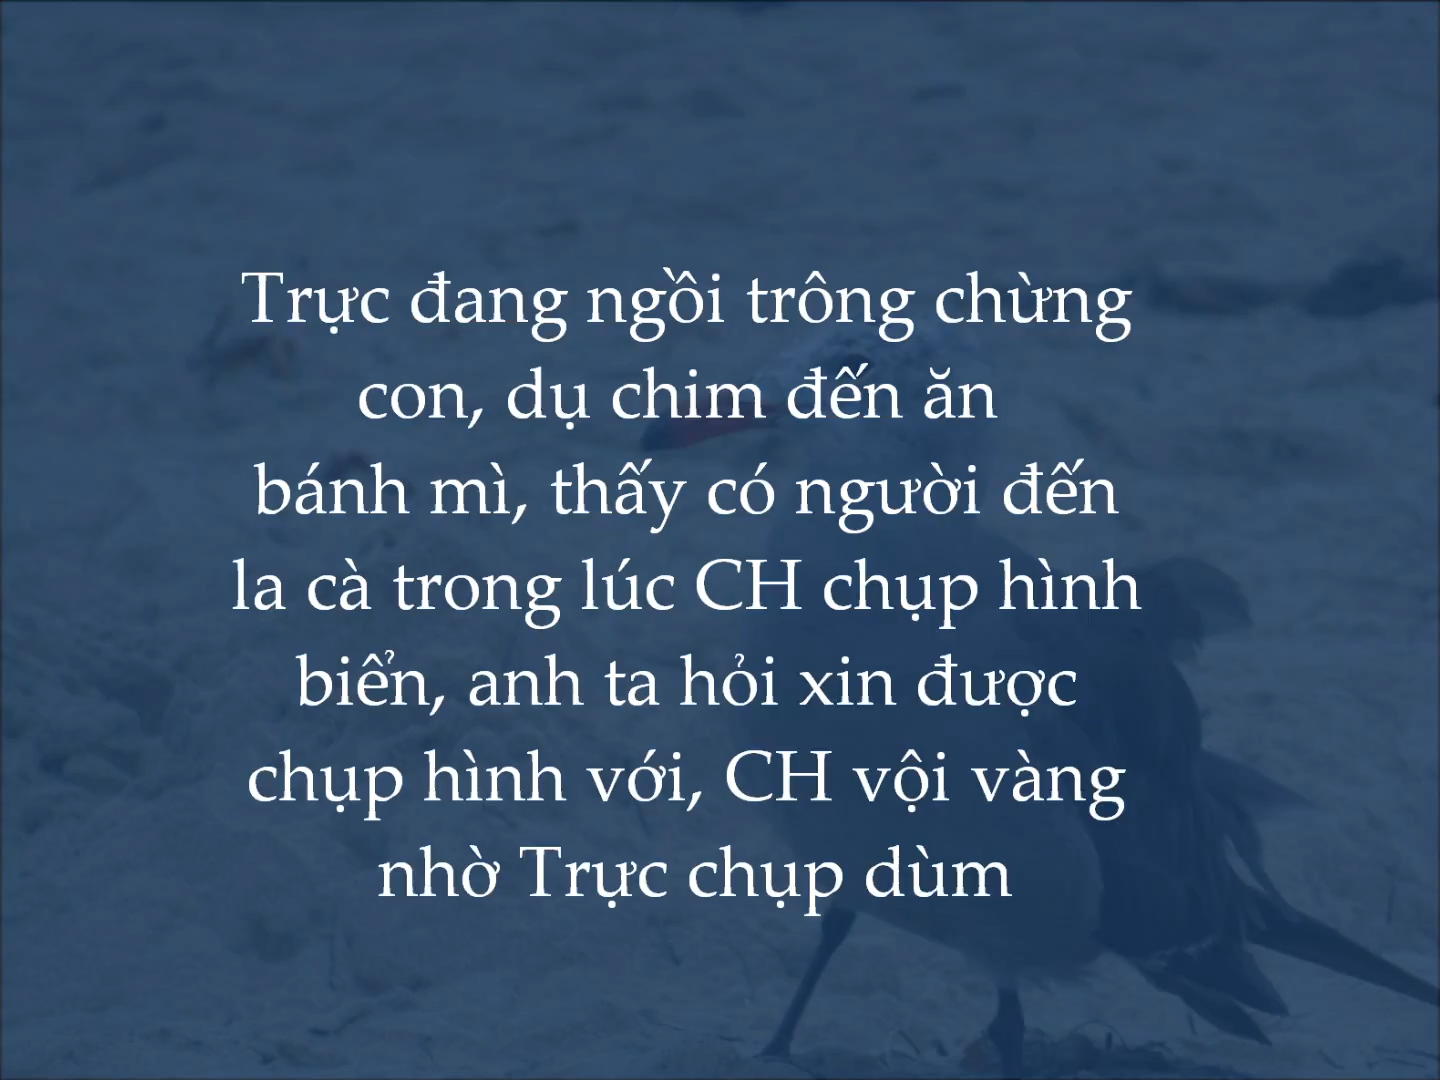 Trực đang ngồi trông chừng
con, dụ chim đến ăn
bánh mì, thấy có người đến
la cà trong lúc CH chụp hình
biển, anh ta hỏi xin được
chụp hình với, CH vội vàng
nhờ Trực chụp dùm